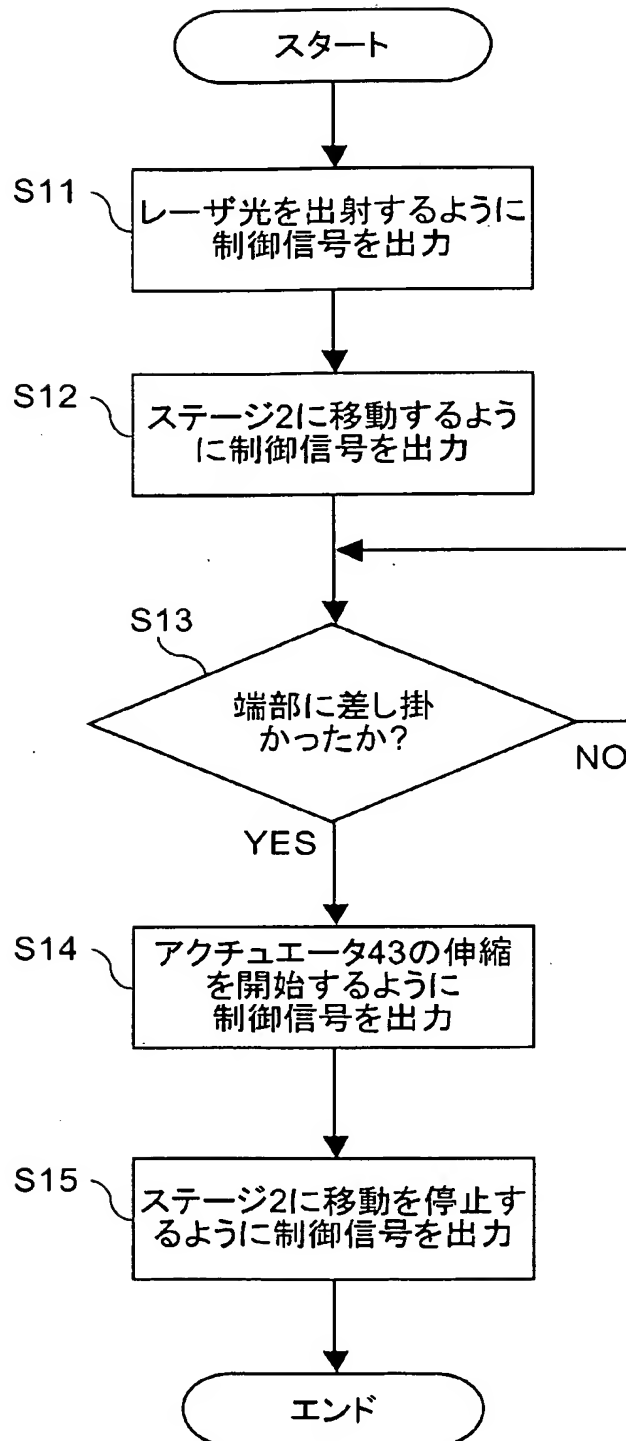 スタート
S11
レーザ光を出射するように
制御信号を出力
S12
ステージ2に移動するよう
に制御信号を出力
S13
端部に差し掛
かったか?
NO
YES
S14
アクチュエータ43の伸縮
を開始するように
制御信号を出力
S15
ステージ2に移動を停止す
るように制御信号を出力
エンド